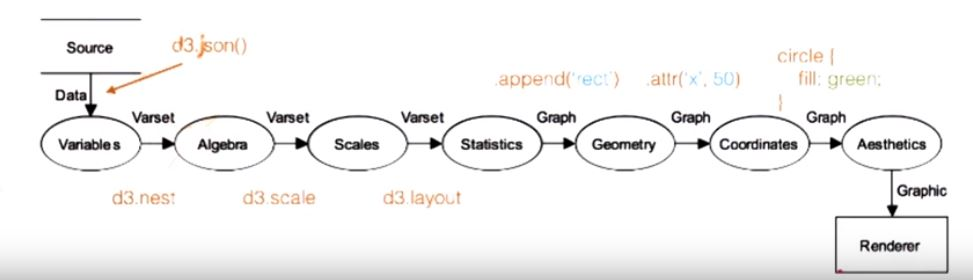 Source
d3.json()
Data
circle {
fill: green;
}
.append('rect')
.attr('x', 50)
Varset
Varset
Varset
Graph
Graph
Graph
Variables
Algebra
Scales
Statistics
Geometry
Coordinates
Aesthetics
d3.nest
d3.scale
d3.layout
Graphic
Renderer